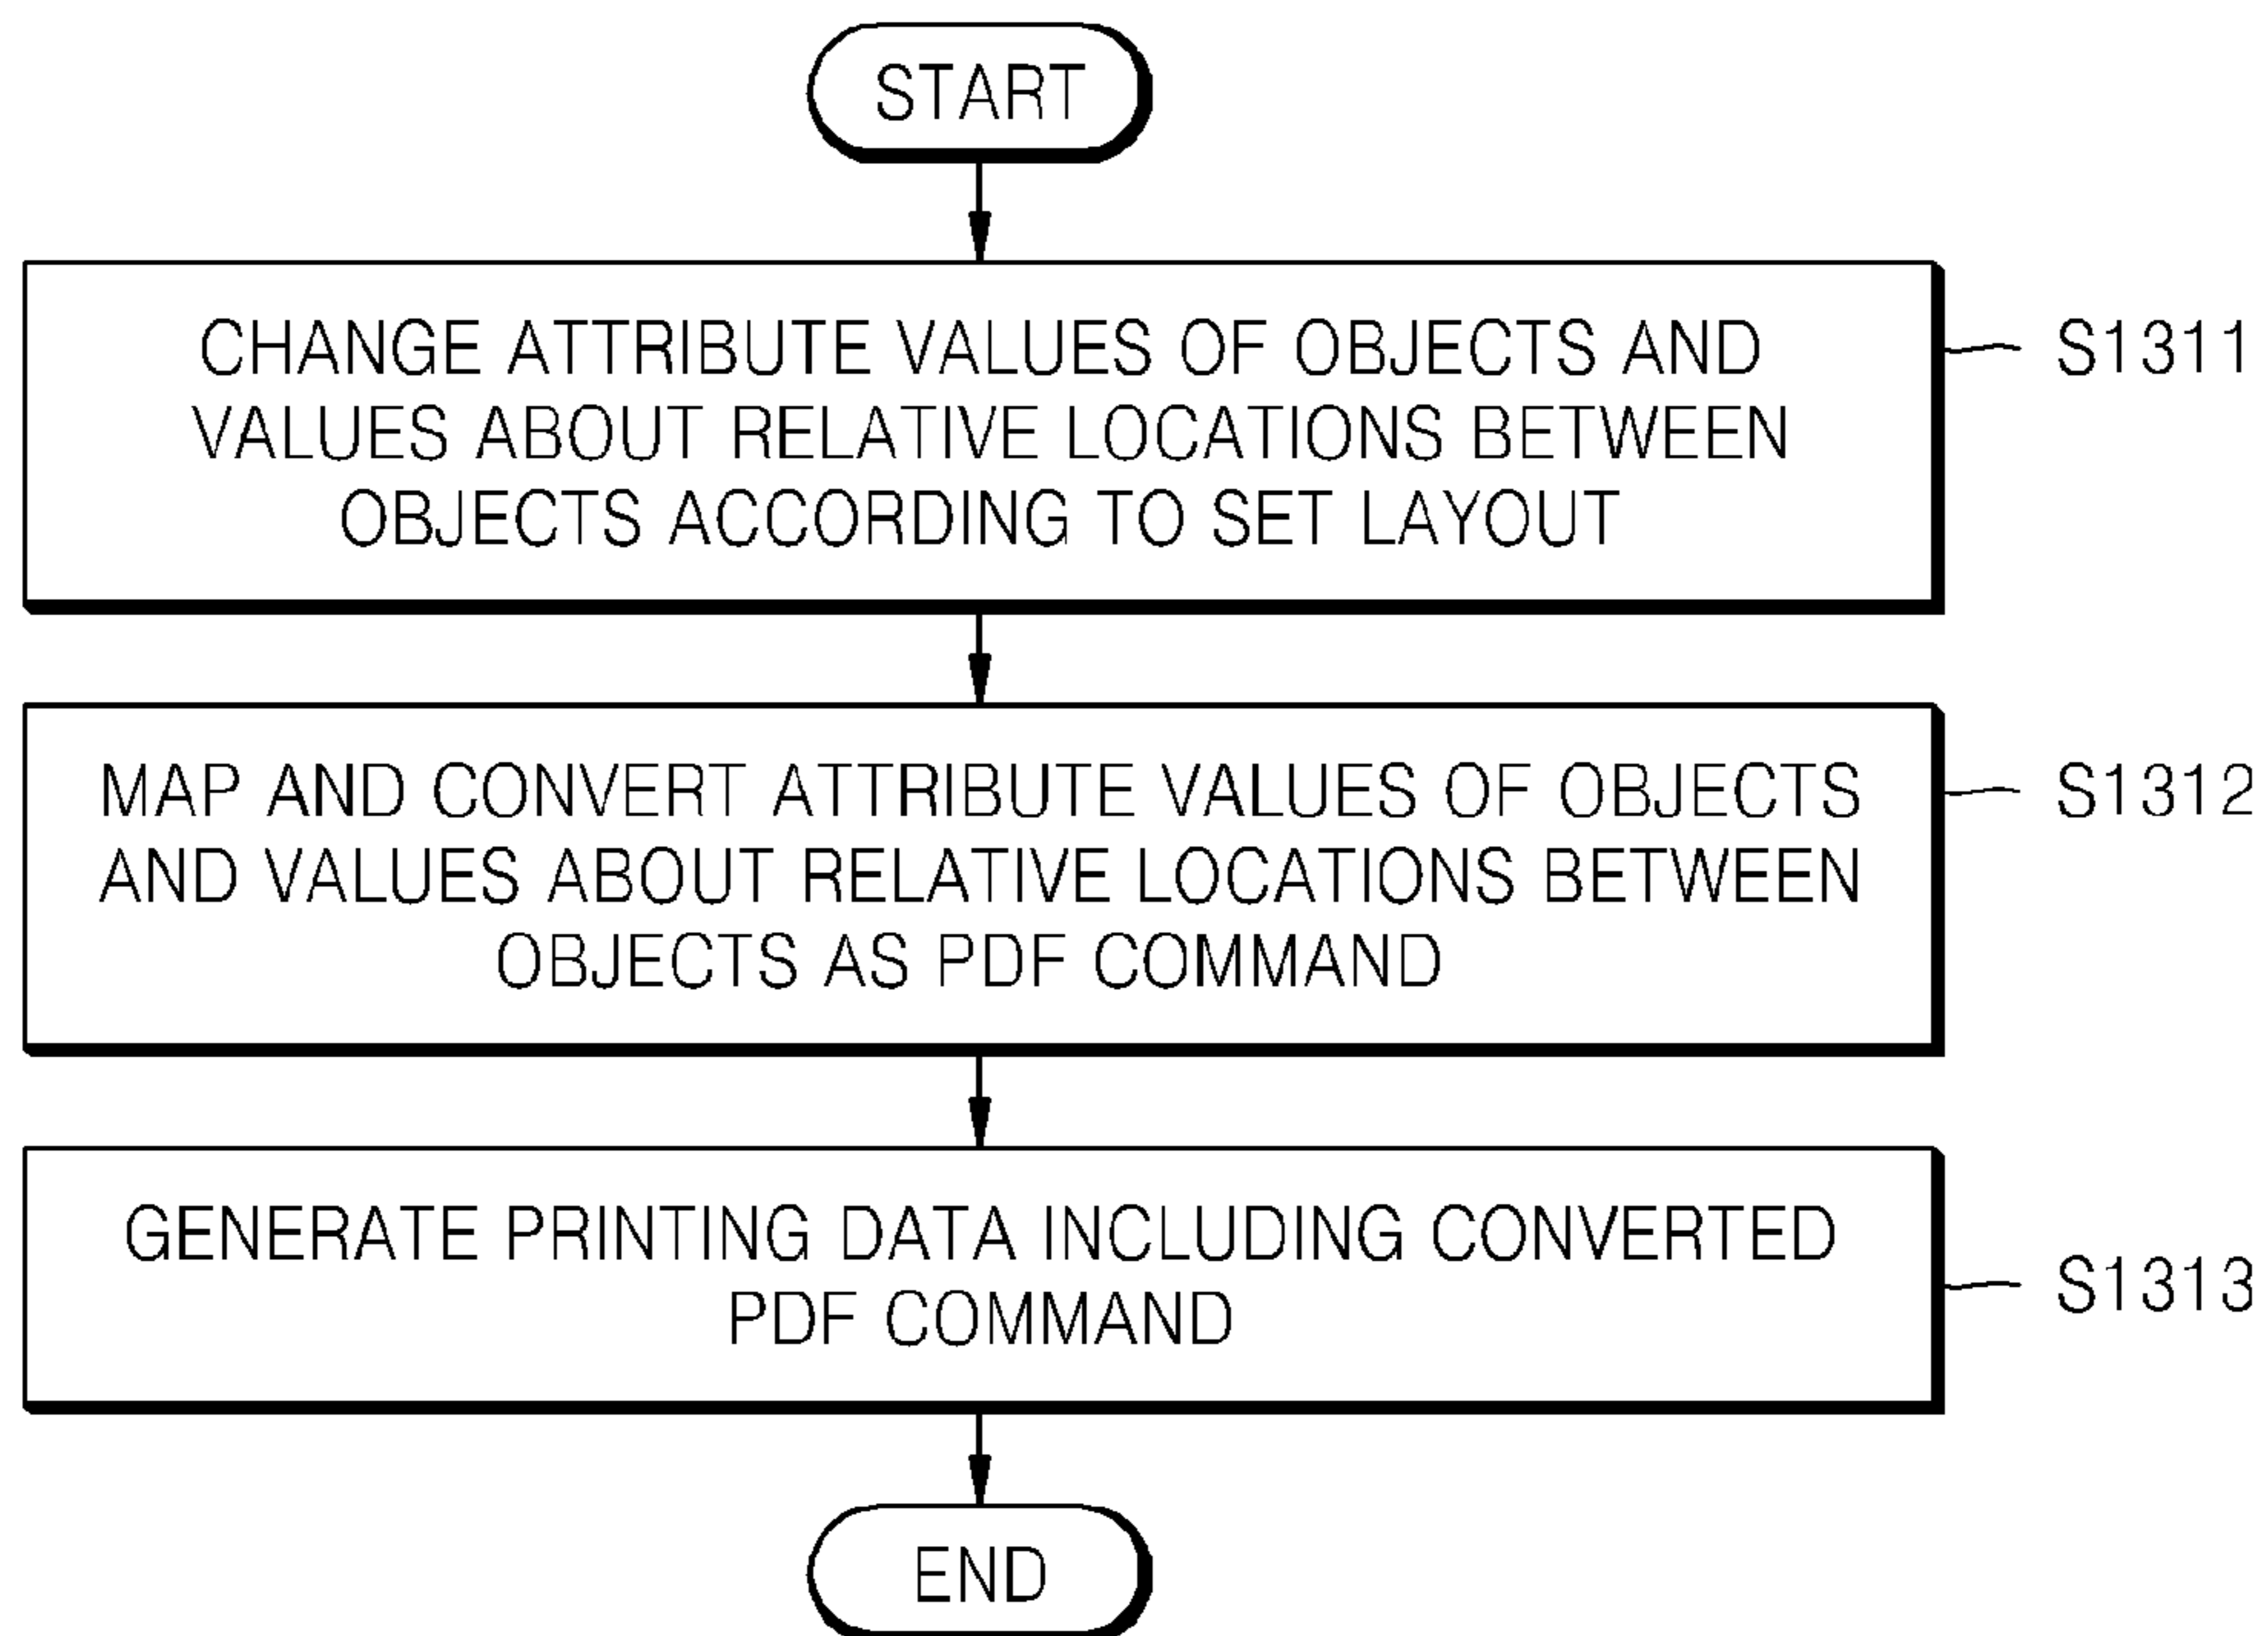 START
CHANGE ATTRIBUTE VALUES OF OBJECTS AND
VALUES ABOUT RELATIVE LOCATIONS BETWEEN
OBJECTS ACCORDING TO SET LAYOUT
S1311
MAP AND CONVERT ATTRIBUTE VALUES OF OBJECTS
AND VALUES ABOUT RELATIVE LOCATIONS BETWEEN
OBJECTS AS PDF COMMAND
S1312
GENERATE PRINTING DATA INCLUDING CONVERTED
PDF COMMAND
S1313
END